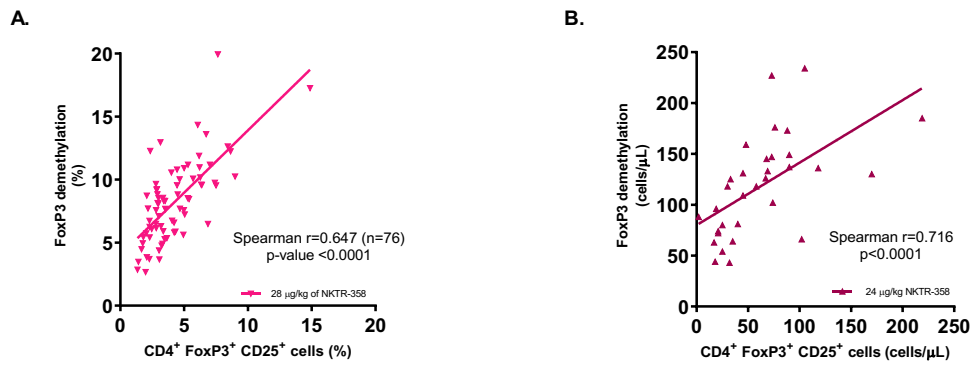 A.
B.
20
15
10
5
0
FoxP3 demethylation
(%)
Spearman r=0.647 (n=76)
p-value <0.0001
28 μg/kg of NKTR-358
0 5 10 15 20
CD4⁺ FoxP3⁺ CD25⁺ cells (%)
250
200
150
100
50
0
FoxP3 demethylation
(cells/μL)
Spearman r=0.716
p<0.0001
24 μg/kg NKTR-358
0 50 100 150 200 250
CD4⁺ FoxP3⁺ CD25⁺ cells (cells/μL)